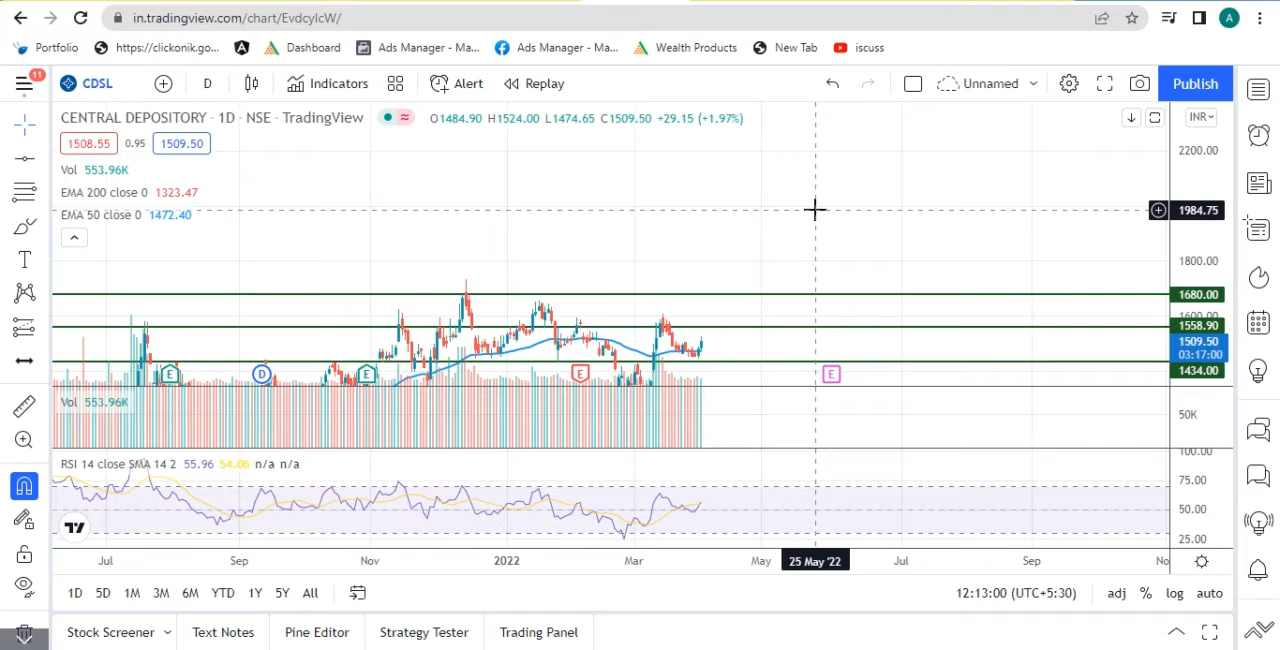 in.tradingview.com/chart/EvdcylcW/
A
Portfolio https://clickonik.go... Dashboard Ads Manager - Ma... Ads Manager - Ma... Wealth Products New Tab iscuss
11 CDSL D Indicators Alert Replay Unnamed Publish
CENTRAL DEPOSITORY · 1D · NSE · TradingView O1484.90 H1524.00 L1474.65 C1509.50 +29.15 (+1.97%) INR
1508.55 0.95 1509.50
2200.00
Vol 553.96K
EMA 200 close 0 1323.47
EMA 50 close 0 1472.40
1984.75
1800.00
1680.00
1600.00
1558.90
1509.50
03:17:00
1434.00
E D E E E
Vol 553.96K
50K
100.00
RSI 14 close SMA 14 2 55.96 54.06 n/a n/a
75.00
50.00
25.00
Jul Sep Nov 2022 Mar May 25 May '22 Jul Sep No
1D 5D 1M 3M 6M YTD 1Y 5Y All 12:13:00 (UTC+5:30) adj % log auto
Stock Screener Text Notes Pine Editor Strategy Tester Trading Panel